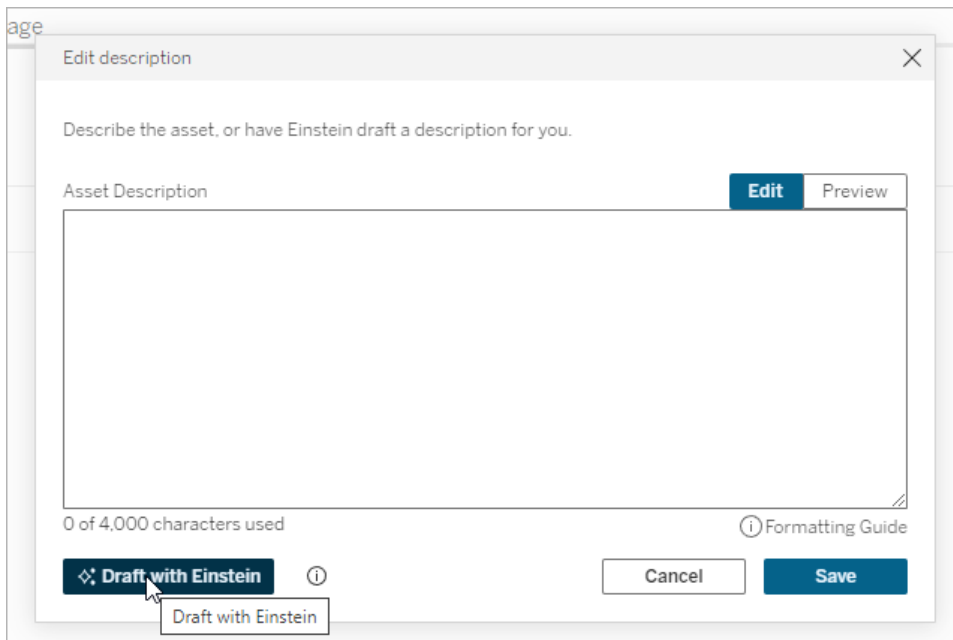 age
Edit description
Describe the asset, or have Einstein draft a description for you.
Asset Description
Edit
Preview
0 of 4,000 characters used
Formatting Guide
Draft with Einstein
Cancel
Save
Draft with Einstein